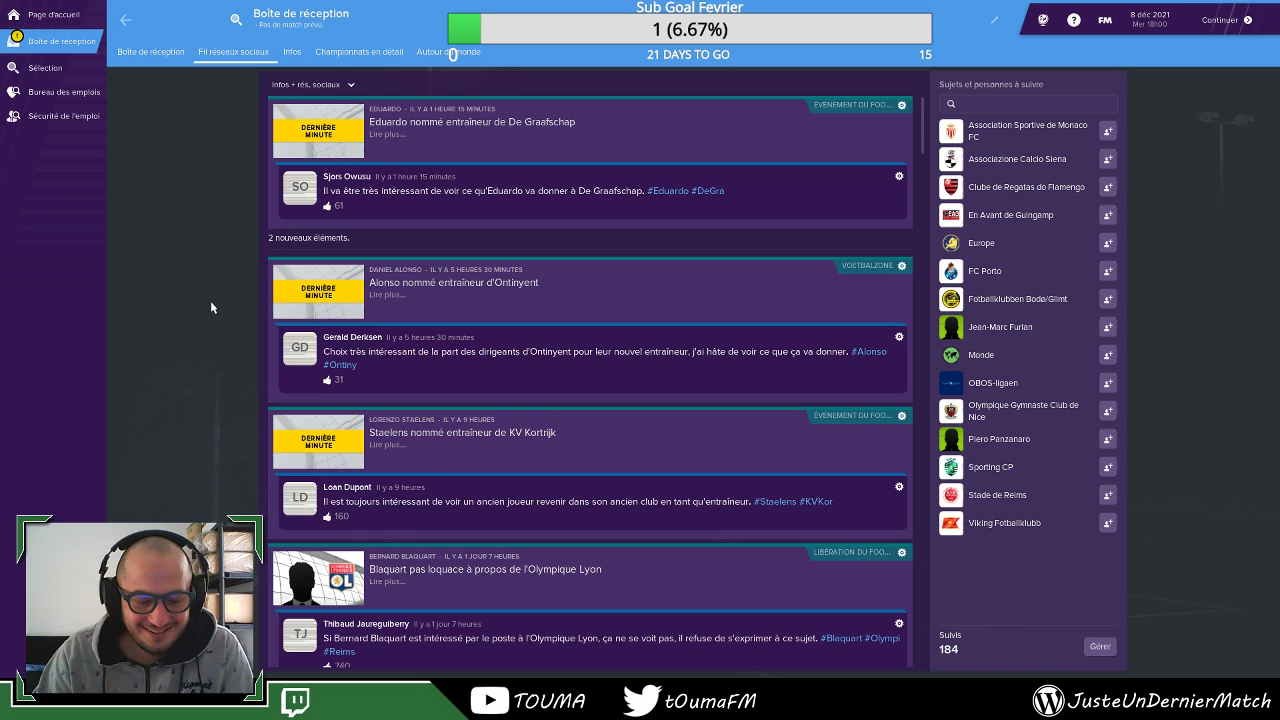 Page d'accueil
1
Boîte de réception
Sélection
Bureau des emplois
Sécurité de l'emploi
Boîte de réception
- Pas de match prévu.
Sub Goal Fevrier
1 (6.67%)
0
21 DAYS TO GO
15
?
FM
8 déc 2021
Mer 18h00
Continuer
Boîte de réception
Fil réseaux sociaux
Infos
Championnats en détail
Autour du monde
Infos + rés. sociaux
EDUARDO - IL Y A 1 HEURE 15 MINUTES
ÉVÉNEMENT DU FOO...
DERNIÈRE
MINUTE
Eduardo nommé entraîneur de De Graafschap
Lire plus...
SO
Sjors Owusu Il y a 1 heure 15 minutes
Il va être très intéressant de voir ce qu'Eduardo va donner à De Graafschap. #Eduardo #DeGra
61
2 nouveaux éléments.
DANIEL ALONSO - IL Y A 5 HEURES 30 MINUTES
VOETBALZONE
DERNIÈRE
MINUTE
Alonso nommé entraîneur d'Ontinyent
Lire plus...
GD
Gerald Derksen Il y a 5 heures 30 minutes
Choix très intéressant de la part des dirigeants d'Ontinyent pour leur nouvel entraîneur, j'ai hâte de voir ce que ça va donner. #Alonso
#Ontiny
31
LORENZO STAELENS - IL Y A 9 HEURES
ÉVÉNEMENT DU FOO...
DERNIÈRE
MINUTE
Staelens nommé entraîneur de KV Kortrijk
Lire plus...
LD
Loan Dupont Il y a 9 heures
Il est toujours intéressant de voir un ancien joueur revenir dans son ancien club en tant qu'entraîneur. #Staelens #KVKor
160
BERNARD BLAQUART - IL Y A 1 JOUR 7 HEURES
LIBÉRATION DU FOO...
OL
Blaquart pas loquace à propos de l'Olympique Lyon
Lire plus...
TJ
Thibaud Jaureguiberry Il y a 1 jour 7 heures
Si Bernard Blaquart est intéressé par le poste à l'Olympique Lyon, ça ne se voit pas, il refuse de s'exprimer à ce sujet. #Blaquart #Olympi
#Reims
740
Sujets et personnes à suivre
Association Sportive de Monaco
FC
Associazione Calcio Siena
Clube de Regatas do Flamengo
En Avant de Guingamp
Europe
FC Porto
Fotballklubben Bodø/Glimt
Jean-Marc Furlan
Monde
OBOS-ligaen
Olympique Gymnaste Club de
Nice
Piero Panzanaro
Sporting CP
Stade de Reims
Viking Fotballklubb
Suivis
184
Gérer
TOUMA
tOumaFM
JusteUnDernierMatch